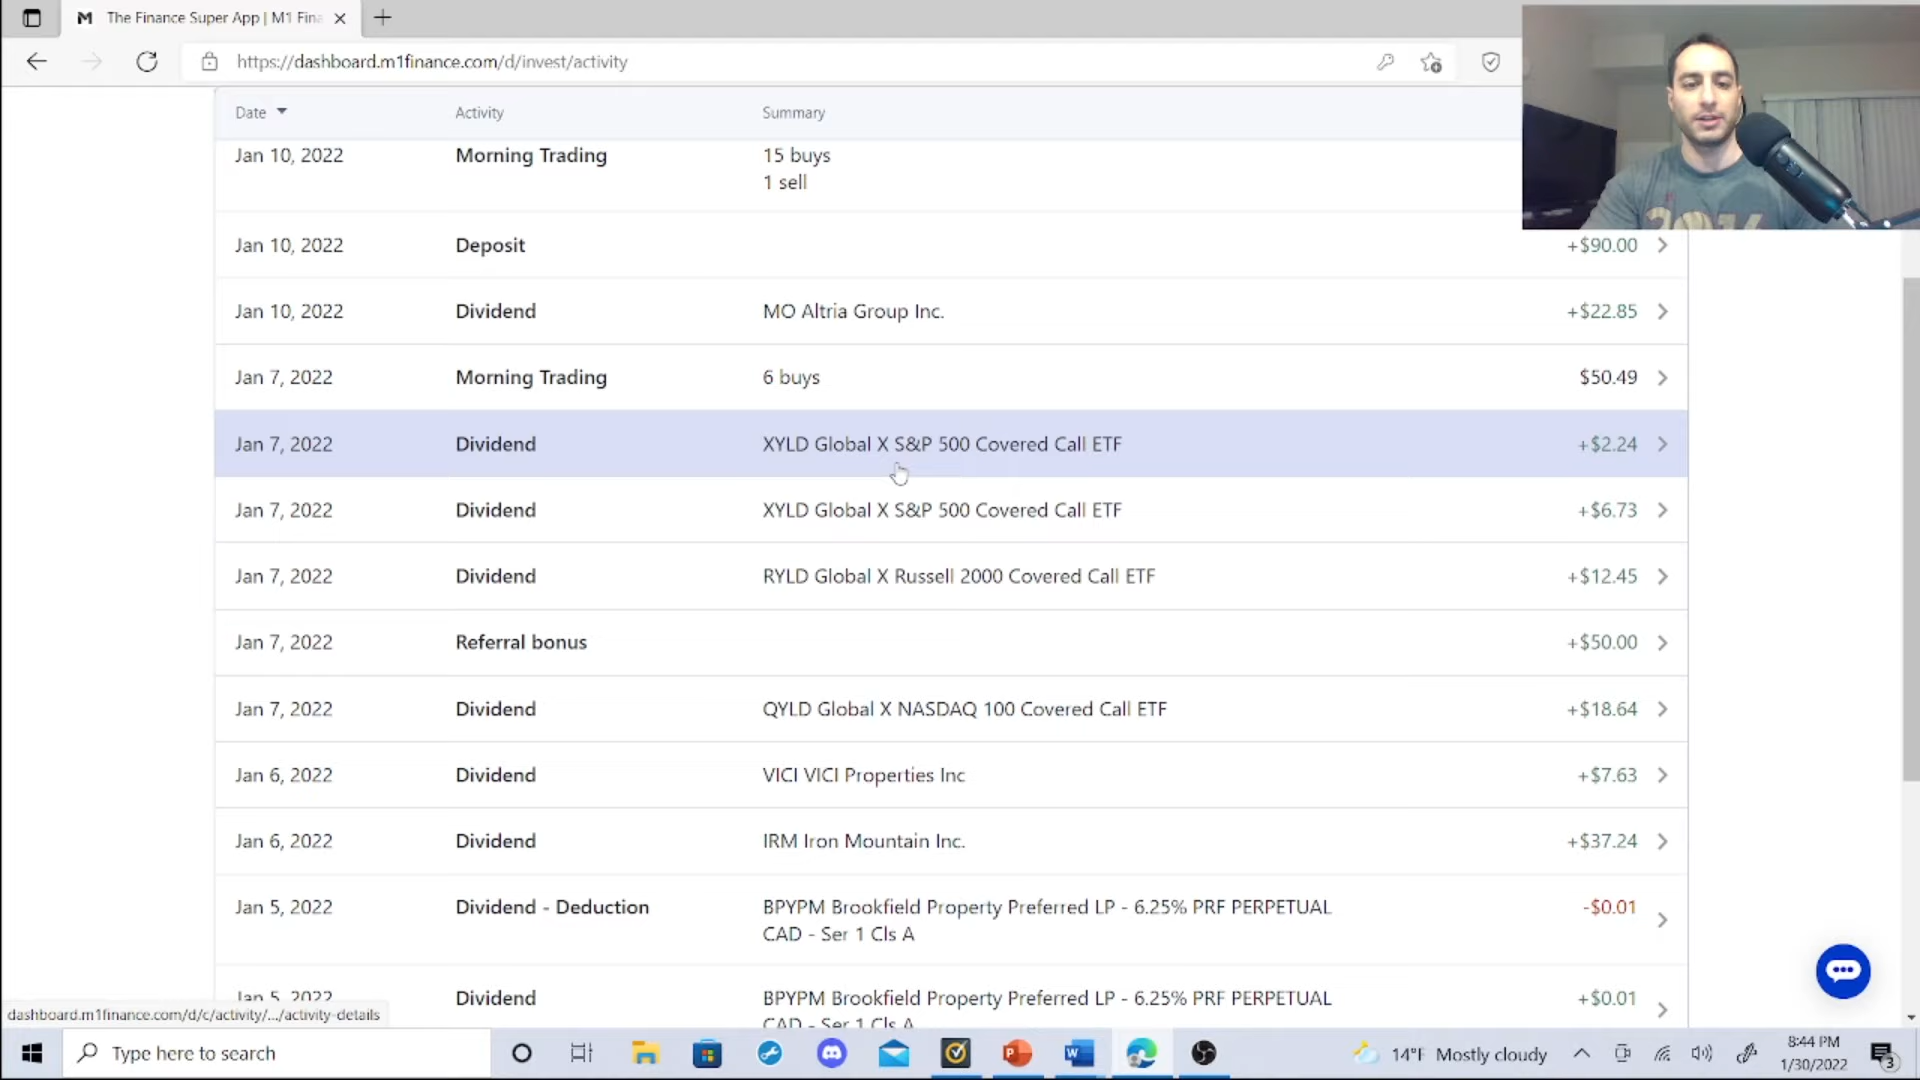 The Finance Super App | M1 Fina
https://dashboard.m1finance.com/d/invest/activity
Date Activity Summary
Jan 10, 2022 Morning Trading 15 buys
1 sell
Jan 10, 2022 Deposit +$90.00
Jan 10, 2022 Dividend MO Altria Group Inc. +$22.85
Jan 7, 2022 Morning Trading 6 buys $50.49
Jan 7, 2022 Dividend XYLD Global X S&P 500 Covered Call ETF +$2.24
Jan 7, 2022 Dividend XYLD Global X S&P 500 Covered Call ETF +$6.73
Jan 7, 2022 Dividend RYLD Global X Russell 2000 Covered Call ETF +$12.45
Jan 7, 2022 Referral bonus +$50.00
Jan 7, 2022 Dividend QYLD Global X NASDAQ 100 Covered Call ETF +$18.64
Jan 6, 2022 Dividend VICI VICI Properties Inc +$7.63
Jan 6, 2022 Dividend IRM Iron Mountain Inc. +$37.24
Jan 5, 2022 Dividend - Deduction BPYPM Brookfield Property Preferred LP - 6.25% PRF PERPETUAL -$0.01
CAD - Ser 1 Cls A
Jan 5, 2022 Dividend BPYPM Brookfield Property Preferred LP - 6.25% PRF PERPETUAL +$0.01
CAD - Ser 1 Cls A
dashboard.m1finance.com/d/c/activity/.../activity-details
Type here to search
14°F Mostly cloudy
8:44 PM
1/30/2022
3